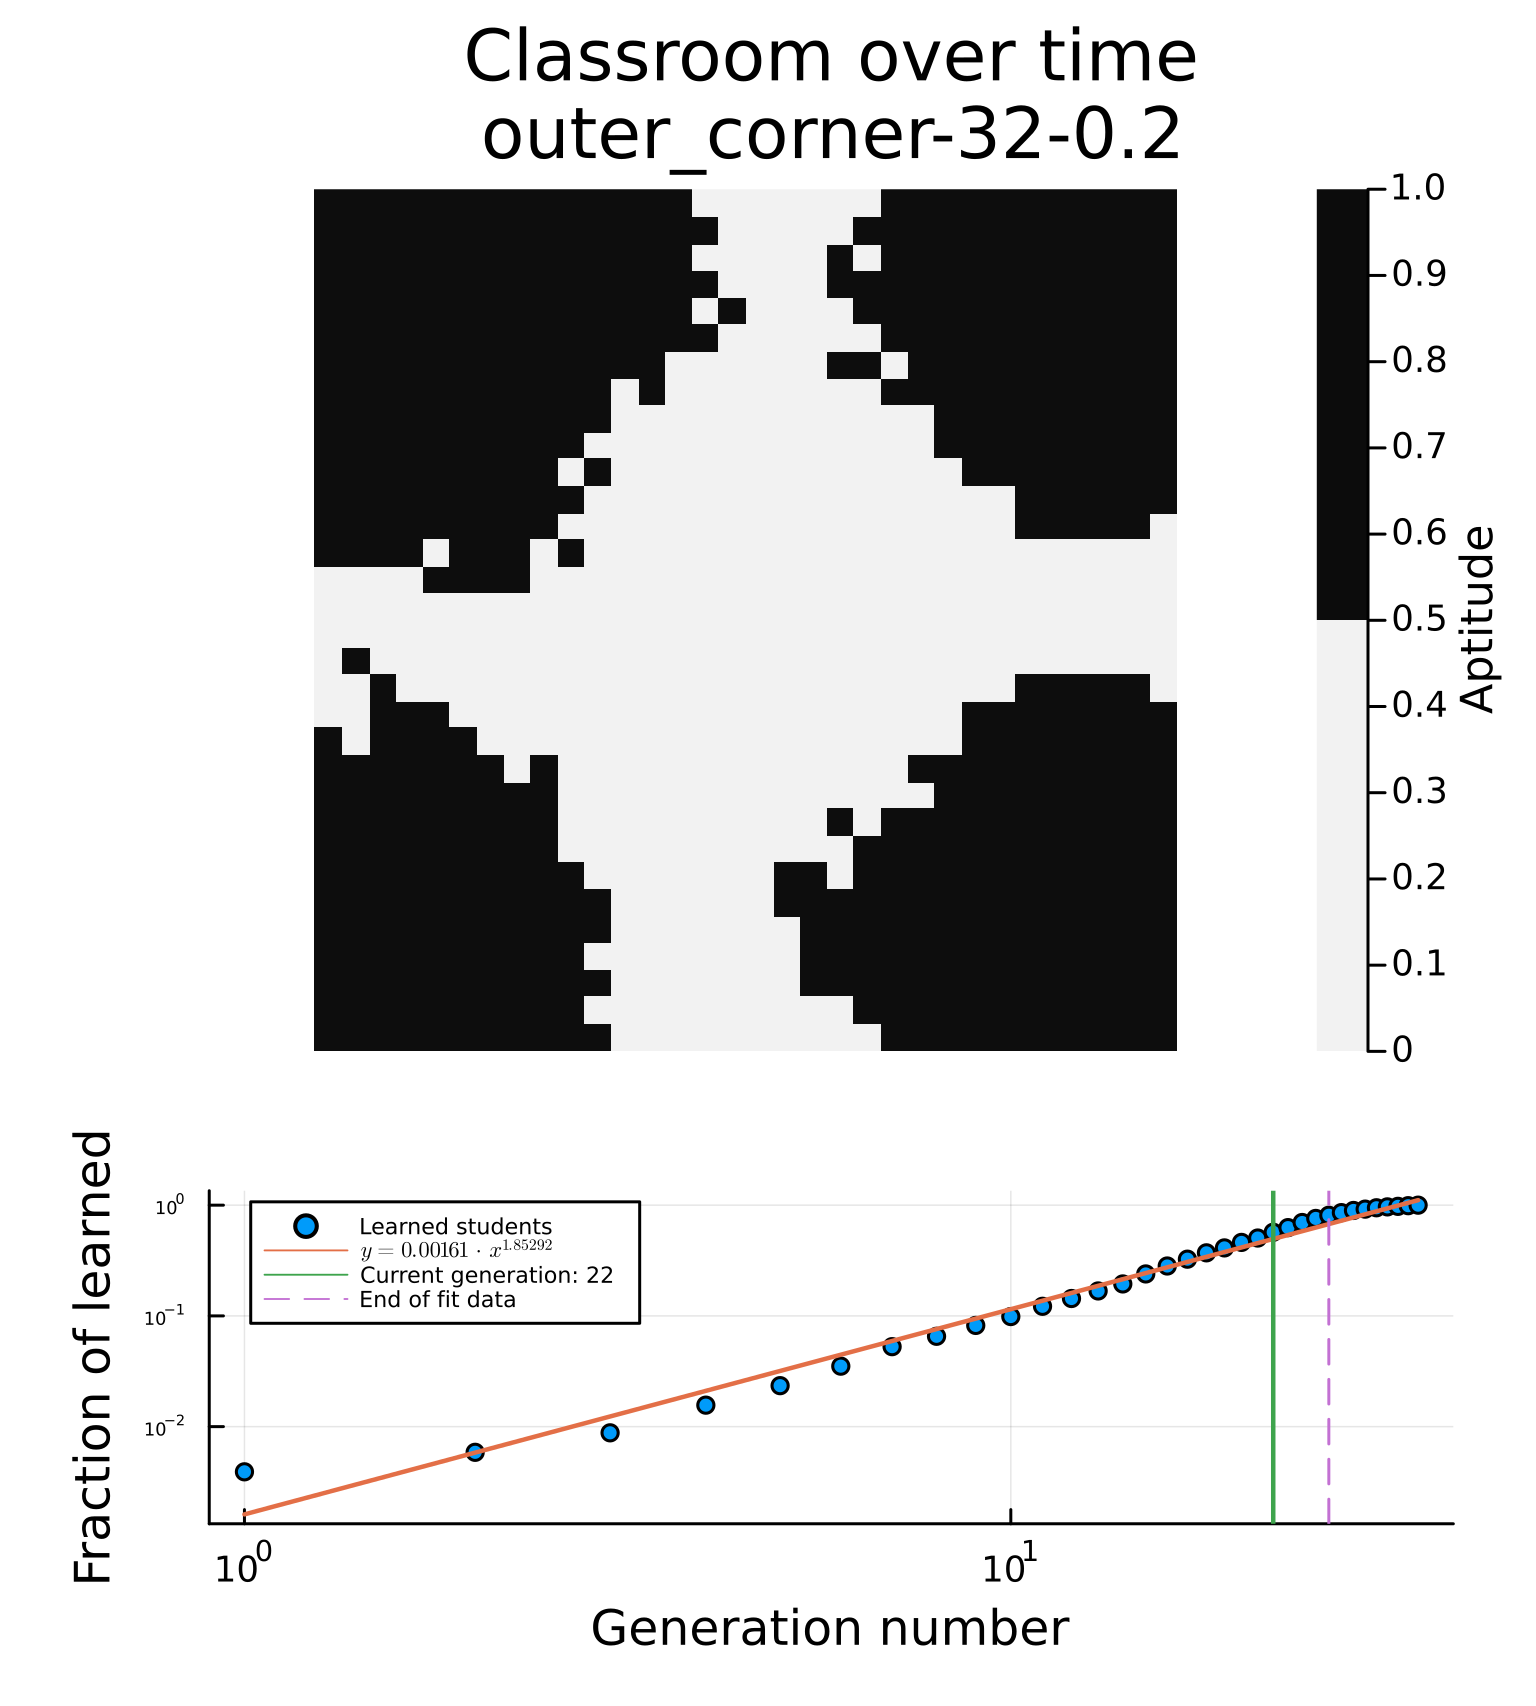 Classroom over time
outer_corner-32-0.2
1.0
0.9
0.8
0.7
0.6
0.5
0.4
0.3
0.2
0.1
0
Aptitude
Fraction of learned
10⁰
10⁻¹
10⁻²
Learned students
y = 0.00161 · x^1.85292
Current generation: 22
End of fit data
10⁰
10¹
Generation number